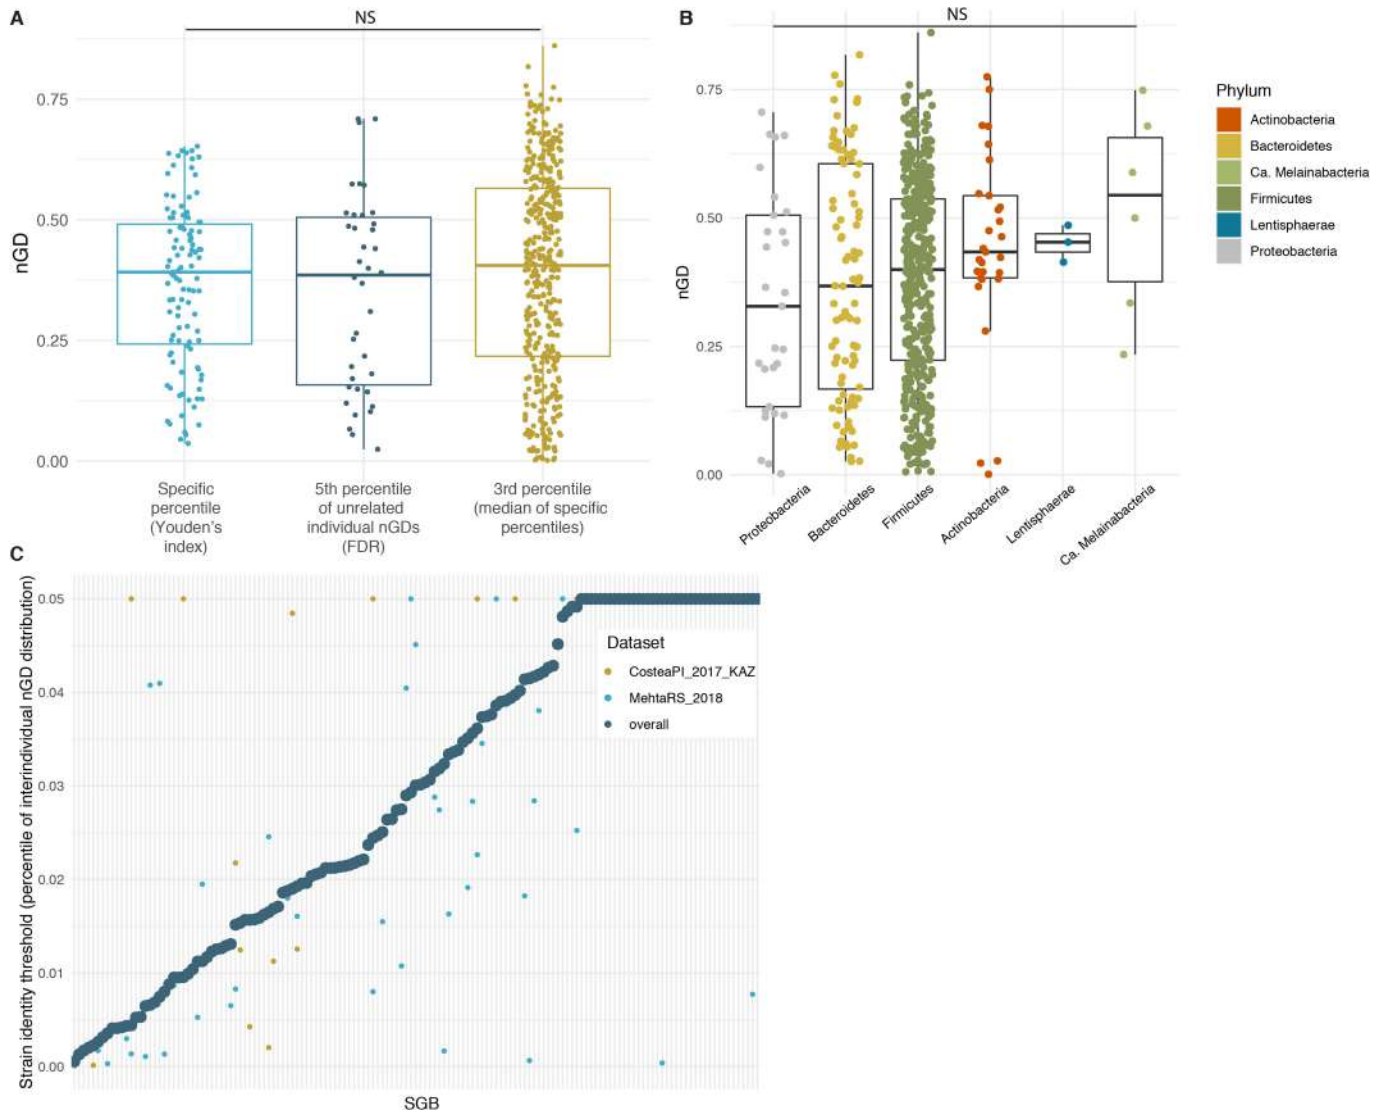 A
NS
nGD
0.75
0.50
0.25
0.00
Specific
percentile
(Youden's
index)
5th percentile
of unrelated
individual nGDs
(FDR)
3rd percentile
(median of specific
percentiles)
B
NS
nGD
0.75
0.50
0.25
0.00
Proteobacteria
Bacteroidetes
Firmicutes
Actinobacteria
Lentisphaerae
Ca. Melainabacteria
Phylum
Actinobacteria
Bacteroidetes
Ca. Melainabacteria
Firmicutes
Lentisphaerae
Proteobacteria
C
Strain identity threshold (percentile of interindividual nGD distribution)
0.05
0.04
0.03
0.02
0.01
0.00
Dataset
CosteaPI_2017_KAZ
MehtaRS_2018
overall
SGB